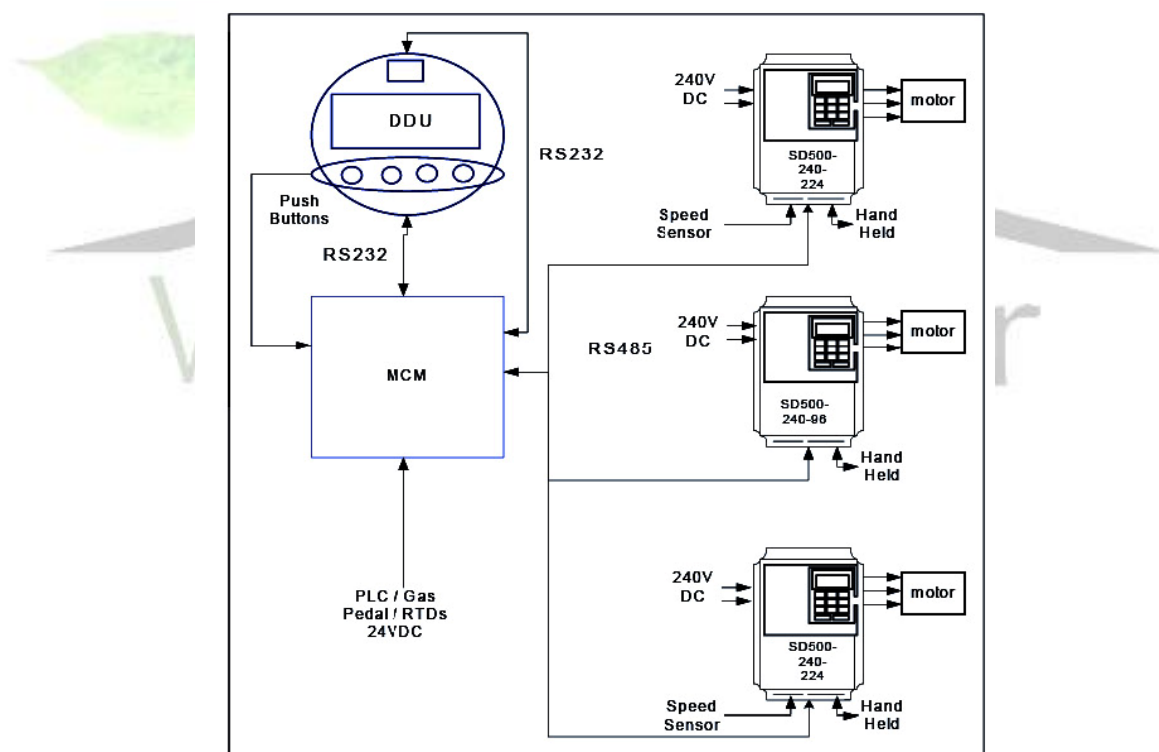 DDU
RS232
Push
Buttons
RS232
MCM
PLC / Gas
Pedal / RTDs
24VDC
RS485
240V
DC
motor
SD500-
240-
224
Speed
Sensor
Hand
Held
240V
DC
motor
SD500-
240-96
Hand
Held
240V
DC
motor
SD500-
240-
224
Speed
Sensor
Hand
Held